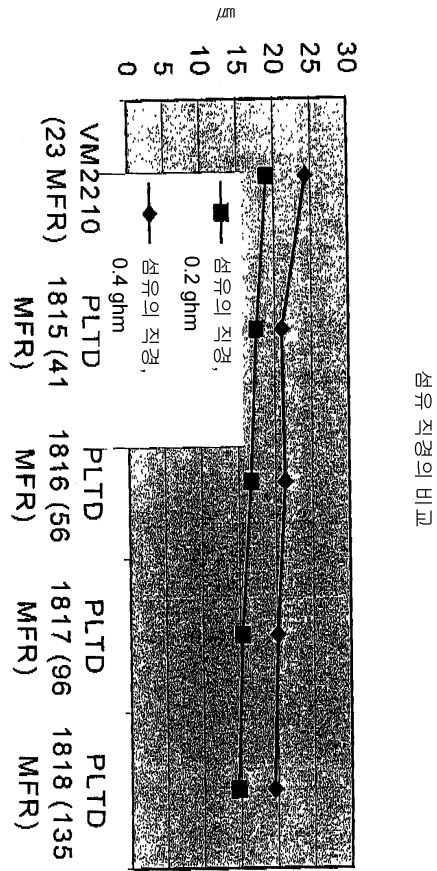 섬유 직경의 비교
㎛
30
25
20
15
10
5
0
섬유의 직경,
0.2 ghm
섬유의 직경,
0.4 ghm
VM2210
(23 MFR)
PLTD
1815 (41
MFR)
PLTD
1816 (56
MFR)
PLTD
1817 (96
MFR)
PLTD
1818 (135
MFR)